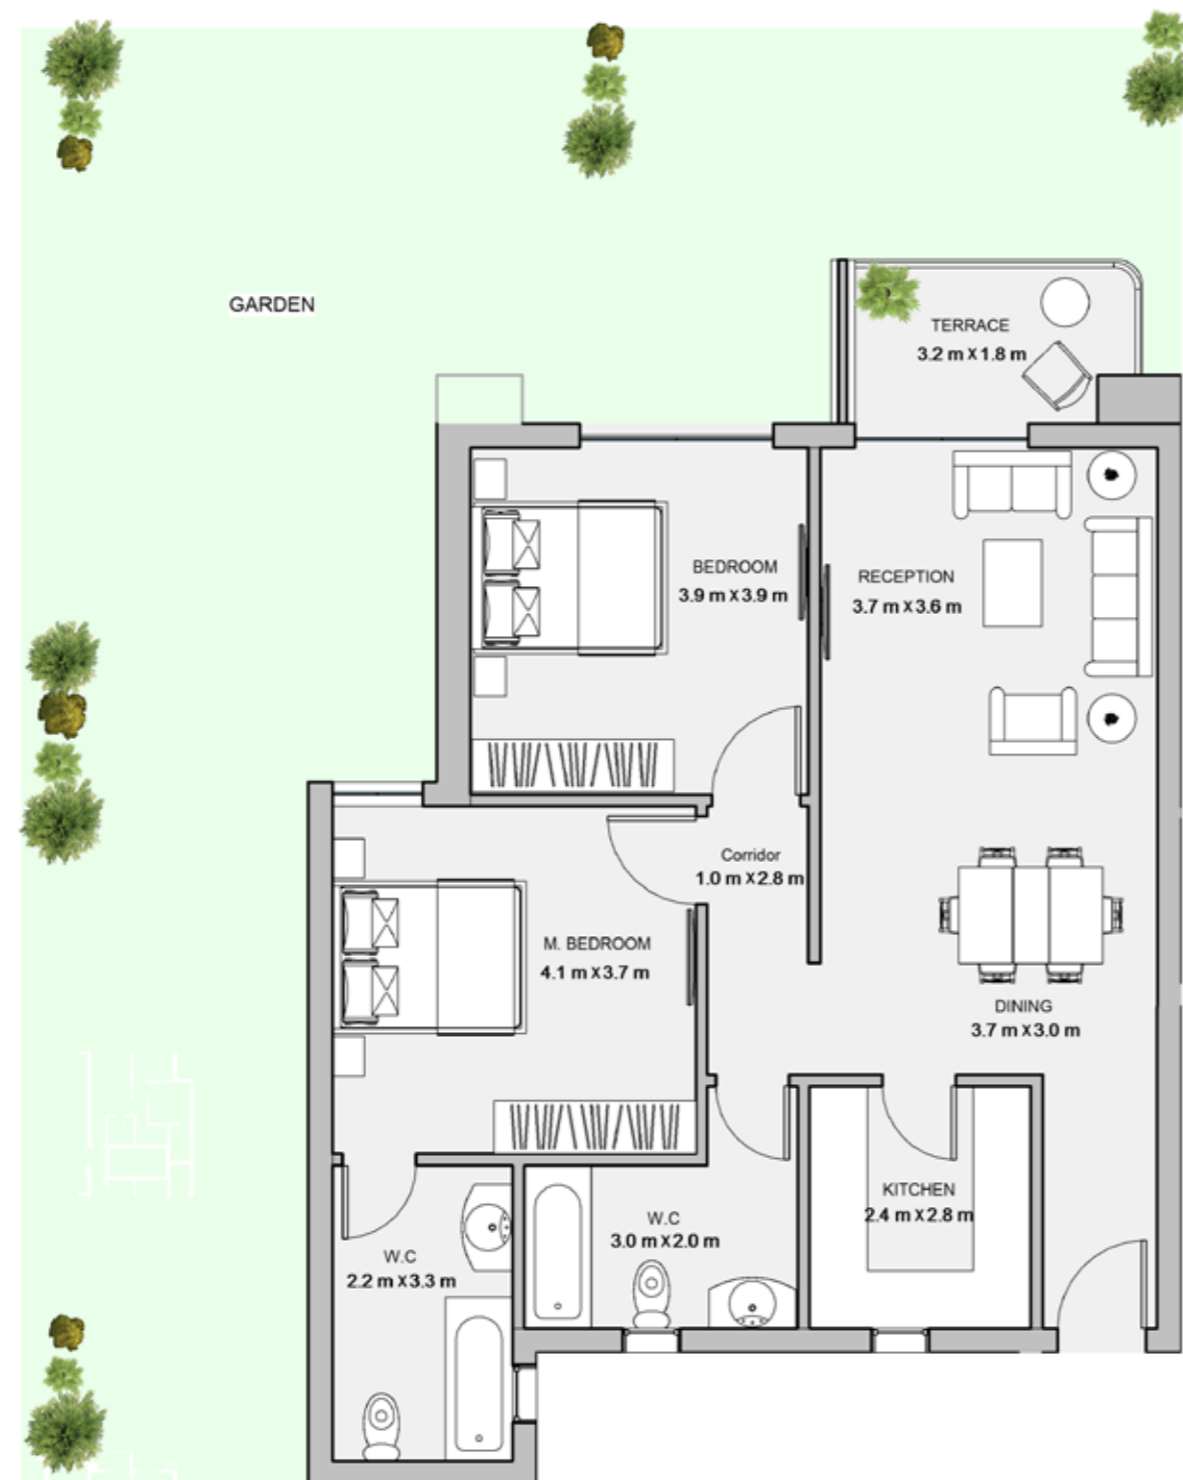 GARDEN
TERRACE
3.2 m X 1.8 m
BEDROOM
3.9 m X 3.9 m
RECEPTION
3.7 m X 3.6 m
Corridor
1.0 m X 2.8 m
M. BEDROOM
4.1 m X 3.7 m
DINING
3.7 m X 3.0 m
KITCHEN
2.4 m X 2.8 m
W.C
3.0 m X 2.0 m
W.C
2.2 m X 3.3 m